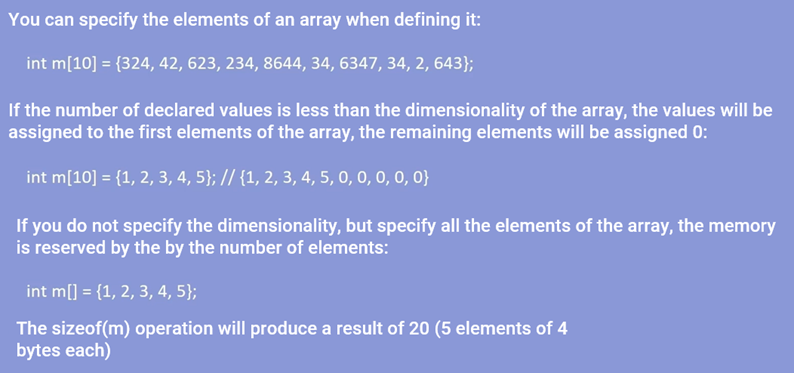 You can specify the elements of an array when defining it:
int m[10] = {324, 42, 623, 234, 8644, 34, 6347, 34, 2, 643};
If the number of declared values is less than the dimensionality of the array, the values will be
assigned to the first elements of the array, the remaining elements will be assigned 0:
int m[10] = {1, 2, 3, 4, 5}; // {1, 2, 3, 4, 5, 0, 0, 0, 0, 0}
If you do not specify the dimensionality, but specify all the elements of the array, the memory
is reserved by the by the number of elements:
int m[] = {1, 2, 3, 4, 5};
The sizeof(m) operation will produce a result of 20 (5 elements of 4
bytes each)